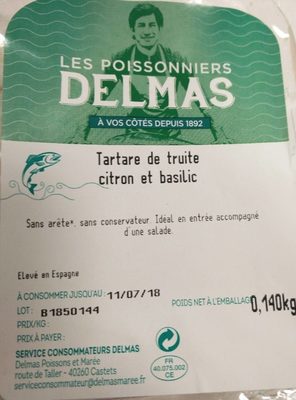 LES POISSONNIERS
DELMAS
À VOS CÔTÉS DEPUIS 1892
Tartare de truite
citron et basilic
Sans arête*, sans conservateur. Idéal en entrée accompagné
d'une salade.
Elevé en Espagne
À CONSOMMER JUSQU'AU : 11/07/18
LOT : B1850144
POIDS NET À L'EMBALLAGE 0,140kg
PRIX/KG :
PRIX À PAYER :
SERVICE CONSOMMATEURS DELMAS
Delmas Poissons et Marée
route de Taller - 40260 Castets
serviceconsommateur@delmasmaree.fr
FR
40.075.002
CE